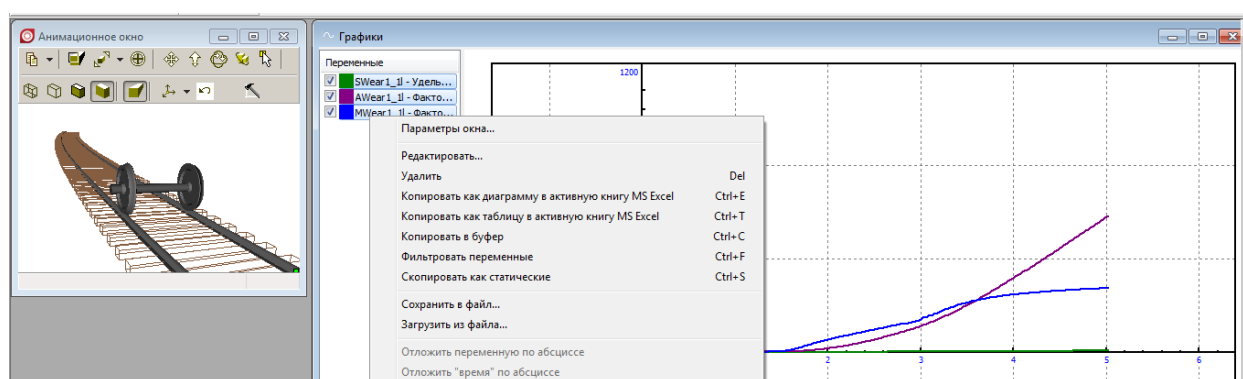 Анимационное окно
Графики
Переменные
SWear1_1l - Удель...
AWear1_1l - Факто...
MWear1_1l - Факто...
1200
Параметры окна...
Редактировать...
Удалить Del
Копировать как диаграмму в активную книгу MS Excel Ctrl+E
Копировать как таблицу в активную книгу MS Excel Ctrl+T
Копировать в буфер Ctrl+C
Фильтровать переменные Ctrl+F
Скопировать как статические Ctrl+S
Сохранить в файл...
Загрузить из файла...
Отложить переменную по абсциссе
Отложить "время" по абсциссе
2 3 4 5 6